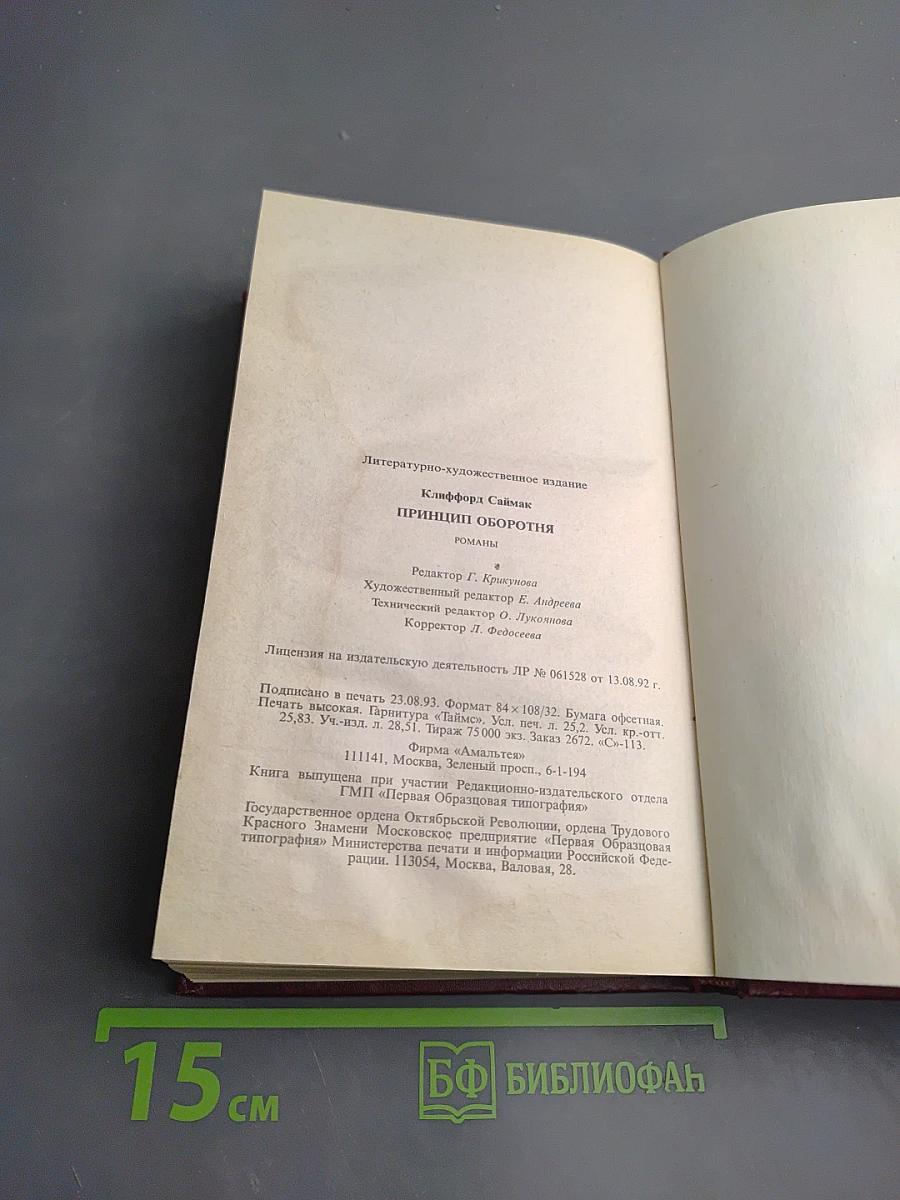 Литературно-художественное издание
Клиффорд Саймак
ПРИНЦИП ОБОРОТНЯ
РОМАНЫ
Редактор Г. Крикунова
Художественный редактор Е. Андреева
Технический редактор О. Лукоянова
Корректор Л. Федосеева
Лицензия на издательскую деятельность ЛР № 061528 от 13.08.92 г.
Подписано в печать 23.08.93. Формат 84×108/32. Бумага офсетная.
Печать высокая. Гарнитура «Таймс». Усл. печ. л. 25,2. Усл. кр.-отт.
25,83. Уч.-изд. л. 28,51. Тираж 75 000 экз. Заказ 2672. «С»-113.
Фирма «Амальтея»
111141, Москва, Зеленый просп., 6-1-194
Книга выпущена при участии Редакционно-издательского отдела
ГМП «Первая Образцовая типография»
Государственное ордена Октябрьской Революции, ордена Трудового
Красного Знамени Московское предприятие «Первая Образцовая
типография» Министерства печати и информации Российской Феде-
рации. 113054, Москва, Валовая, 28.
15 см
БФ БИБЛИОФАН